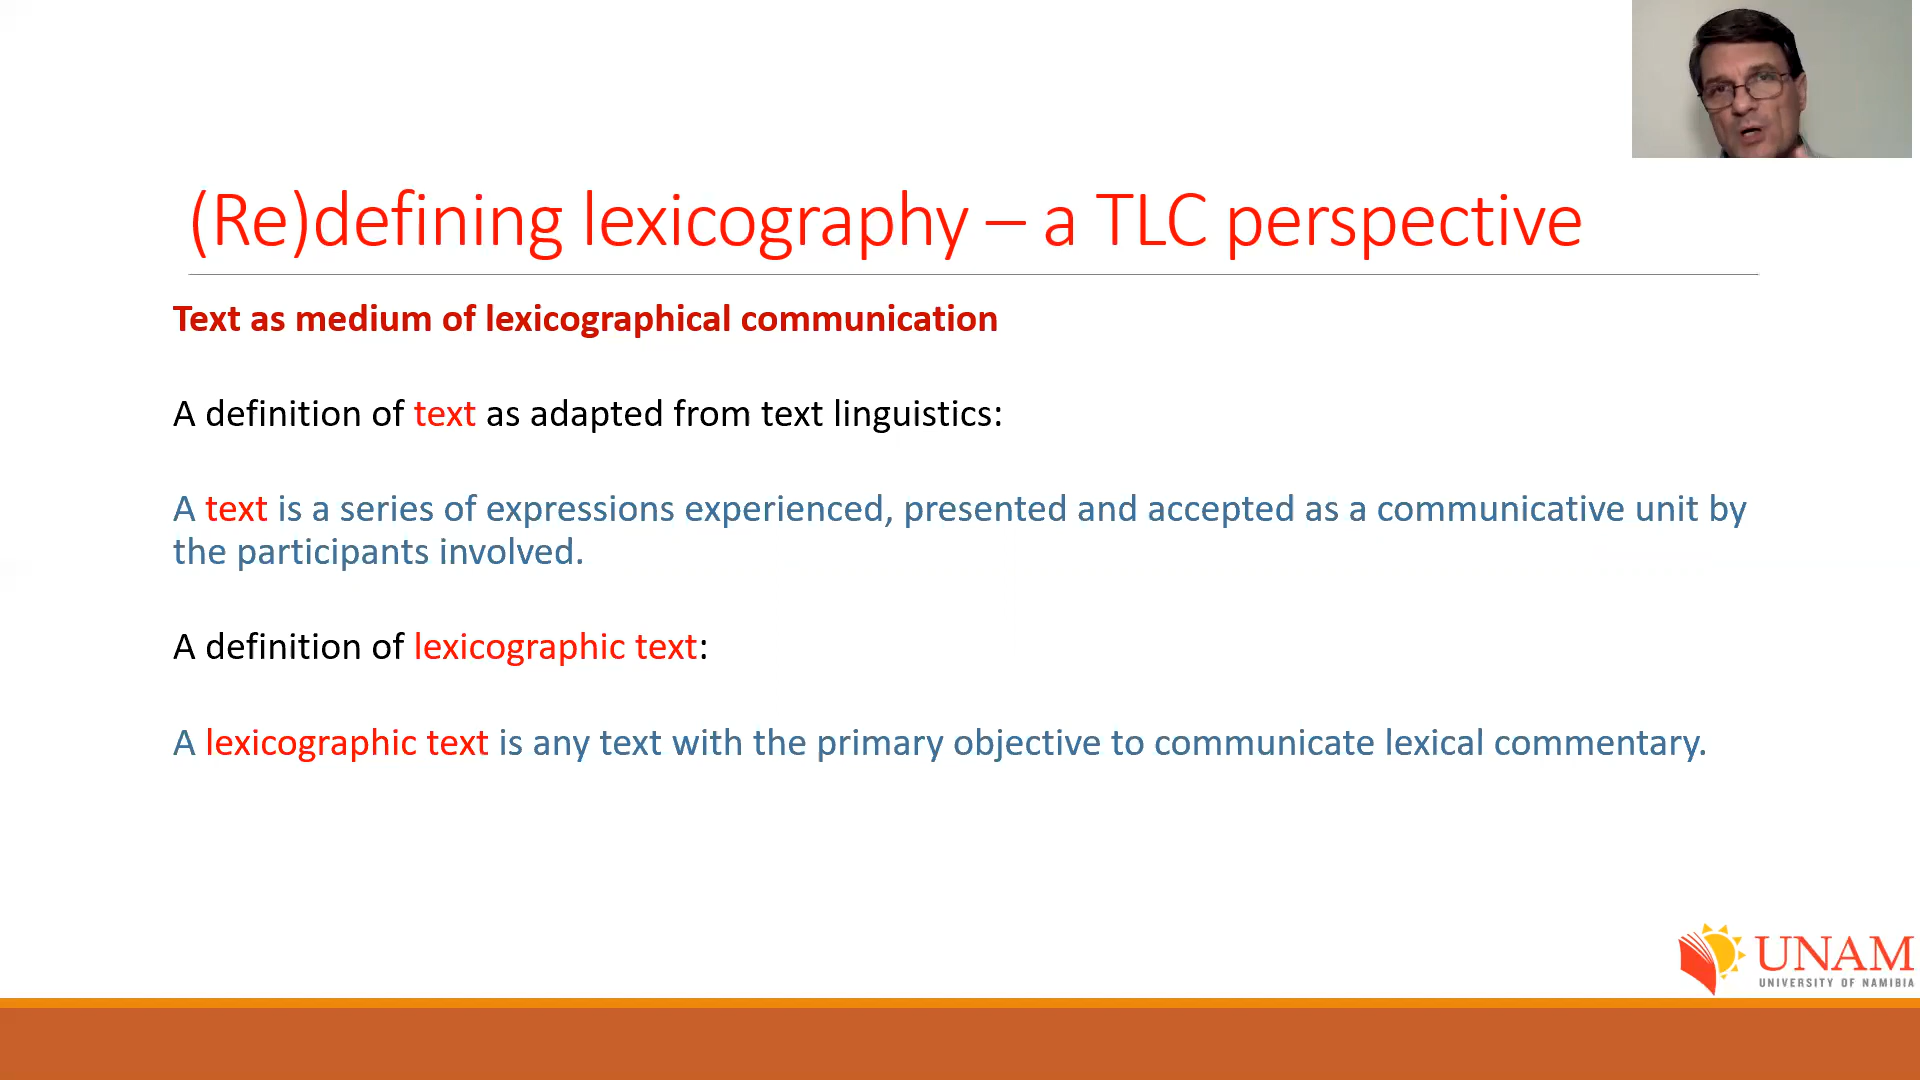 (Re)defining lexicography – a TLC perspective
Text as medium of lexicographical communication
A definition of text as adapted from text linguistics:
A text is a series of expressions experienced, presented and accepted as a communicative unit by
the participants involved.
A definition of lexicographic text:
A lexicographic text is any text with the primary objective to communicate lexical commentary.
UNAM
UNIVERSITY OF NAMIBIA